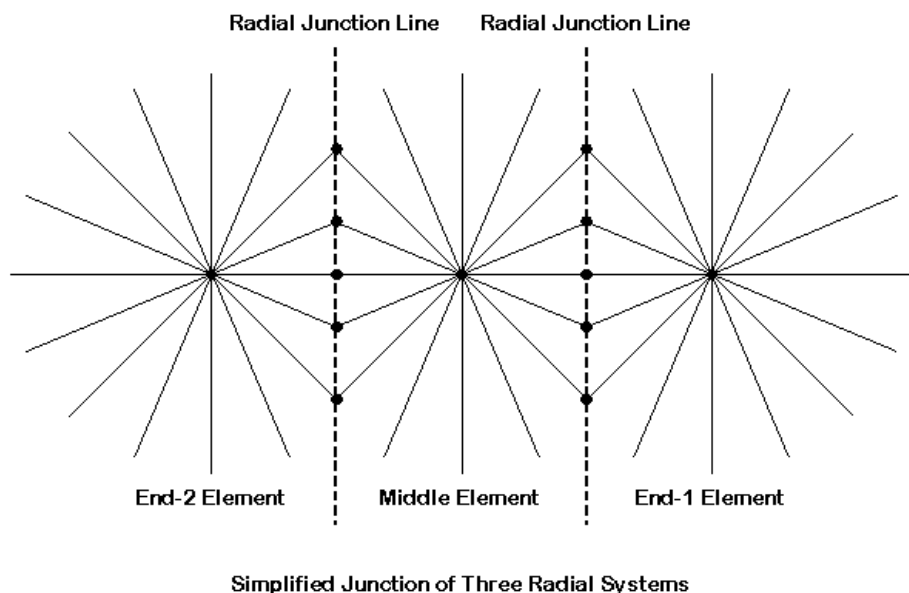 Radial Junction Line Radial Junction Line
End-2 Element Middle Element End-1 Element
Simplified Junction of Three Radial Systems